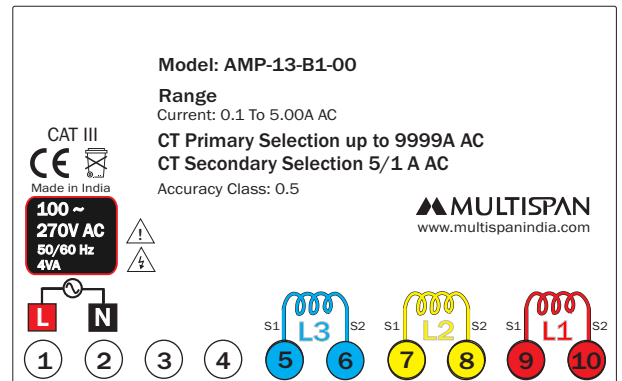 Model: AMP-13-B1-00
Range
Current: 0.1 To 5.00A AC
CT Primary Selection up to 9999A AC
CT Secondary Selection 5/1 A AC
Accuracy Class: 0.5
CAT III
CE
Made in India
100 ~
270V AC
50/60 Hz
4VA
MULTISPAN
www.multispanindia.com
L N
S1 L3 S2 S1 L2 S2 S1 L1 S2
1 2 3 4 5 6 7 8 9 10